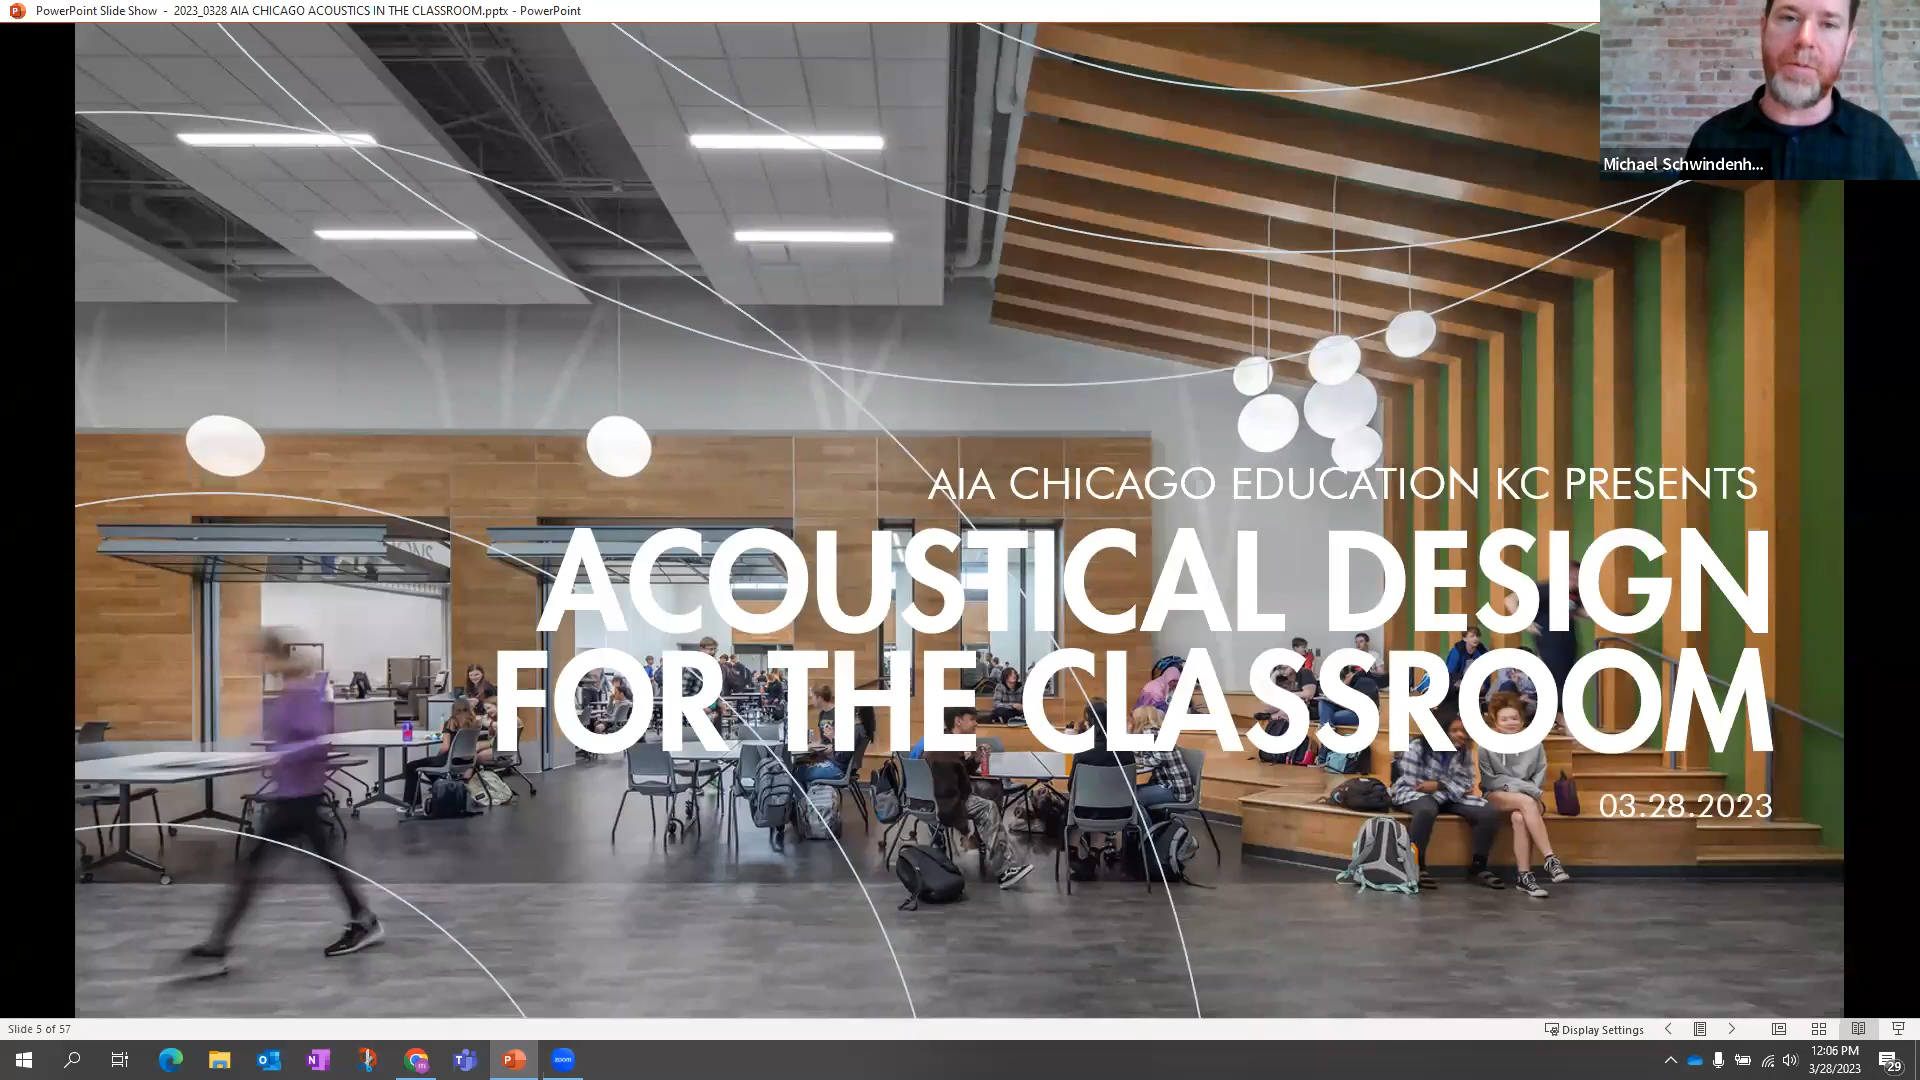 PowerPoint Slide Show - 2023_0328 AIA CHICAGO ACOUSTICS IN THE CLASSROOM.pptx - PowerPoint
Michael Schwindenh...
AIA CHICAGO EDUCATION KC PRESENTS
ACOUSTICAL DESIGN
FOR THE CLASSROOM
03.28.2023
Slide 5 of 57
Display Settings
zoom
12:06 PM
3/28/2023
29